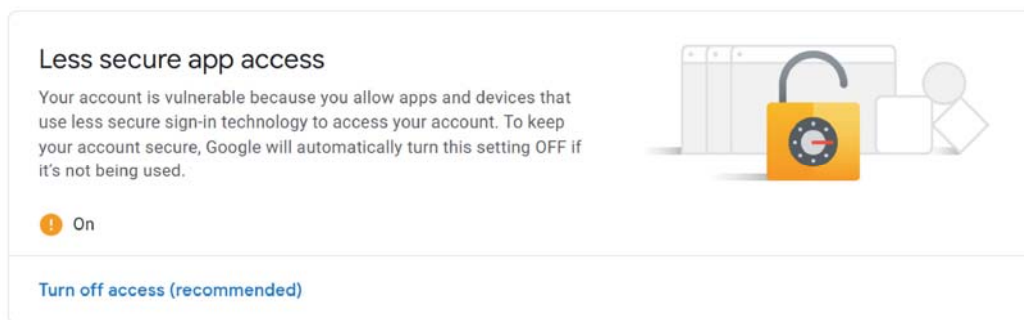 Less secure app access
Your account is vulnerable because you allow apps and devices that
use less secure sign-in technology to access your account. To keep
your account secure, Google will automatically turn this setting OFF if
it's not being used.
On
Turn off access (recommended)